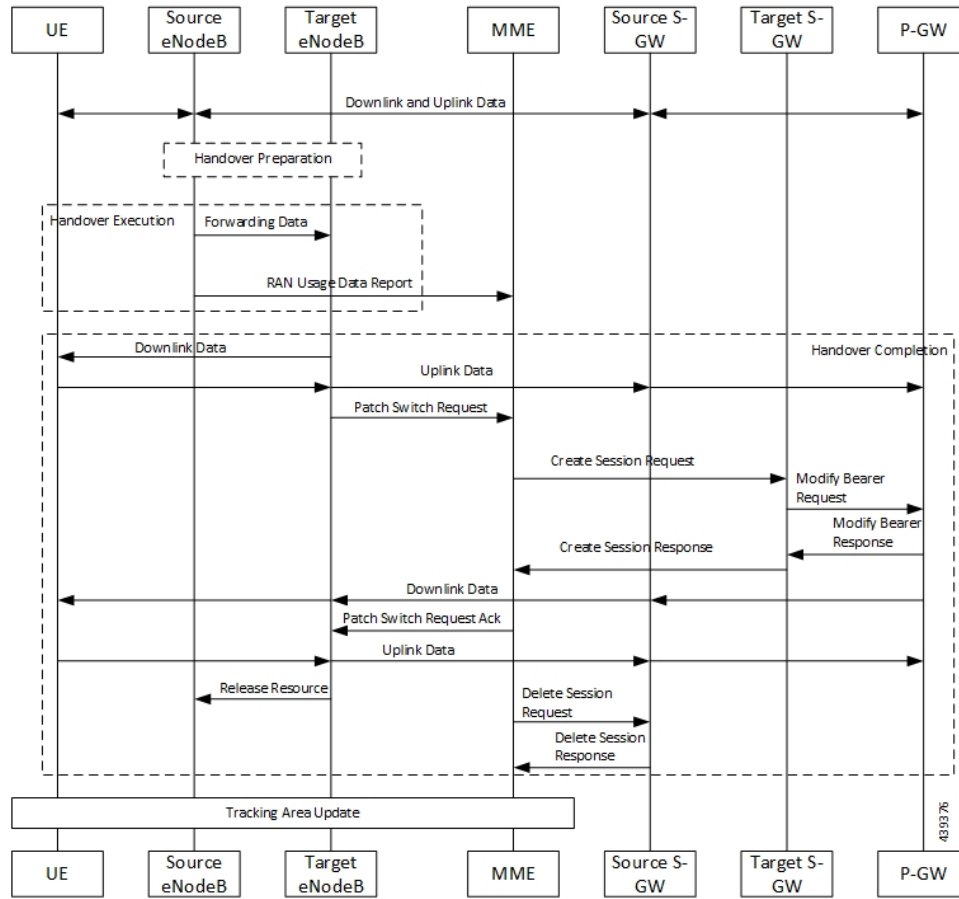 UE
Source
eNodeB
Target
eNodeB
MME
Source S-
GW
Target S-
GW
P-GW
Downlink and Uplink Data
Handover Preparation
Handover Execution
Forwarding Data
RAN Usage Data Report
Downlink Data
Handover Completion
Uplink Data
Patch Switch Request
Create Session Request
Modify Bearer
Request
Modify Bearer
Response
Create Session Response
Downlink Data
Patch Switch Request Ack
Uplink Data
Release Resource
Delete Session
Request
Delete Session
Response
Tracking Area Update
439376
UE
Source
eNodeB
Target
eNodeB
MME
Source S-
GW
Target S-
GW
P-GW